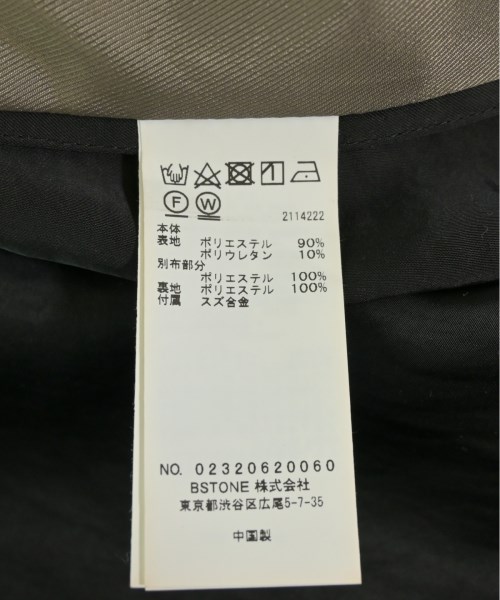 F W 2114222
本体
表地 ポリエステル 90%
ポリウレタン 10%
別布部分
ポリエステル 100%
裏地 ポリエステル 100%
付属 スズ合金
NO. 02320620060
BSTONE 株式会社
東京都渋谷区広尾5-7-35
中国製